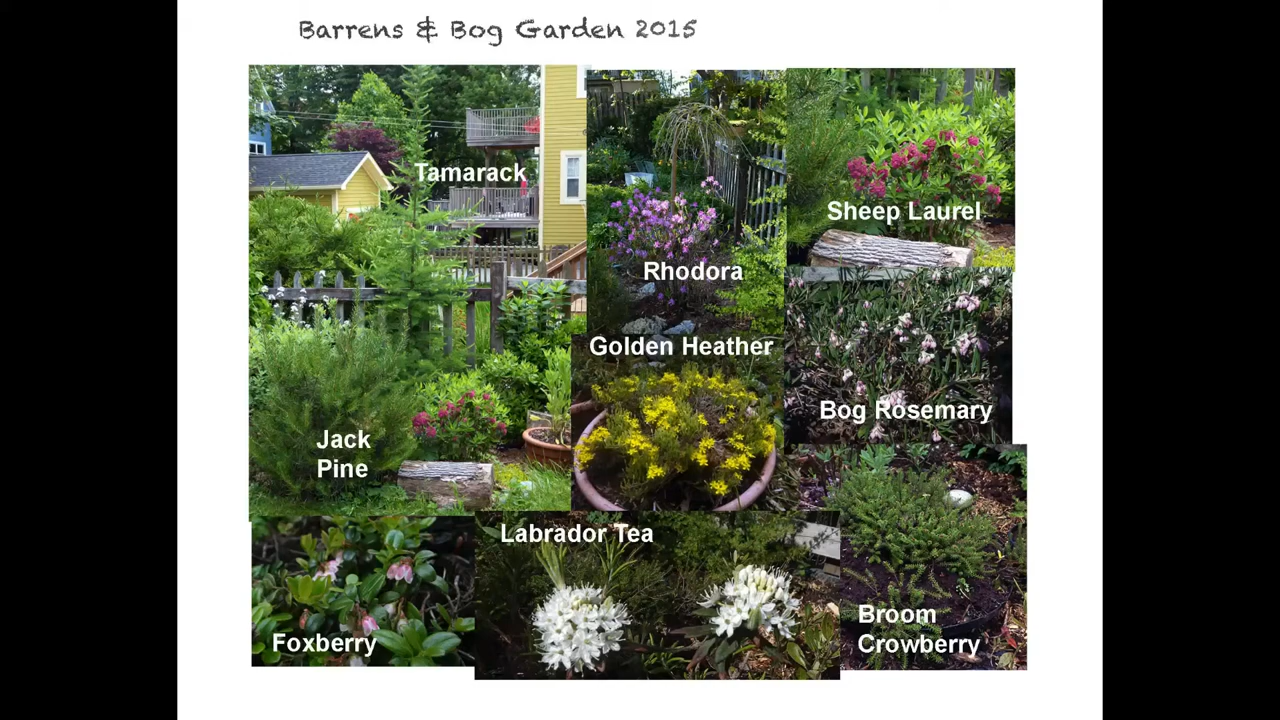 Barrens & Bog Garden 2015
Tamarack
Rhodora
Sheep Laurel
Golden Heather
Bog Rosemary
Jack
Pine
Labrador Tea
Foxberry
Broom
Crowberry